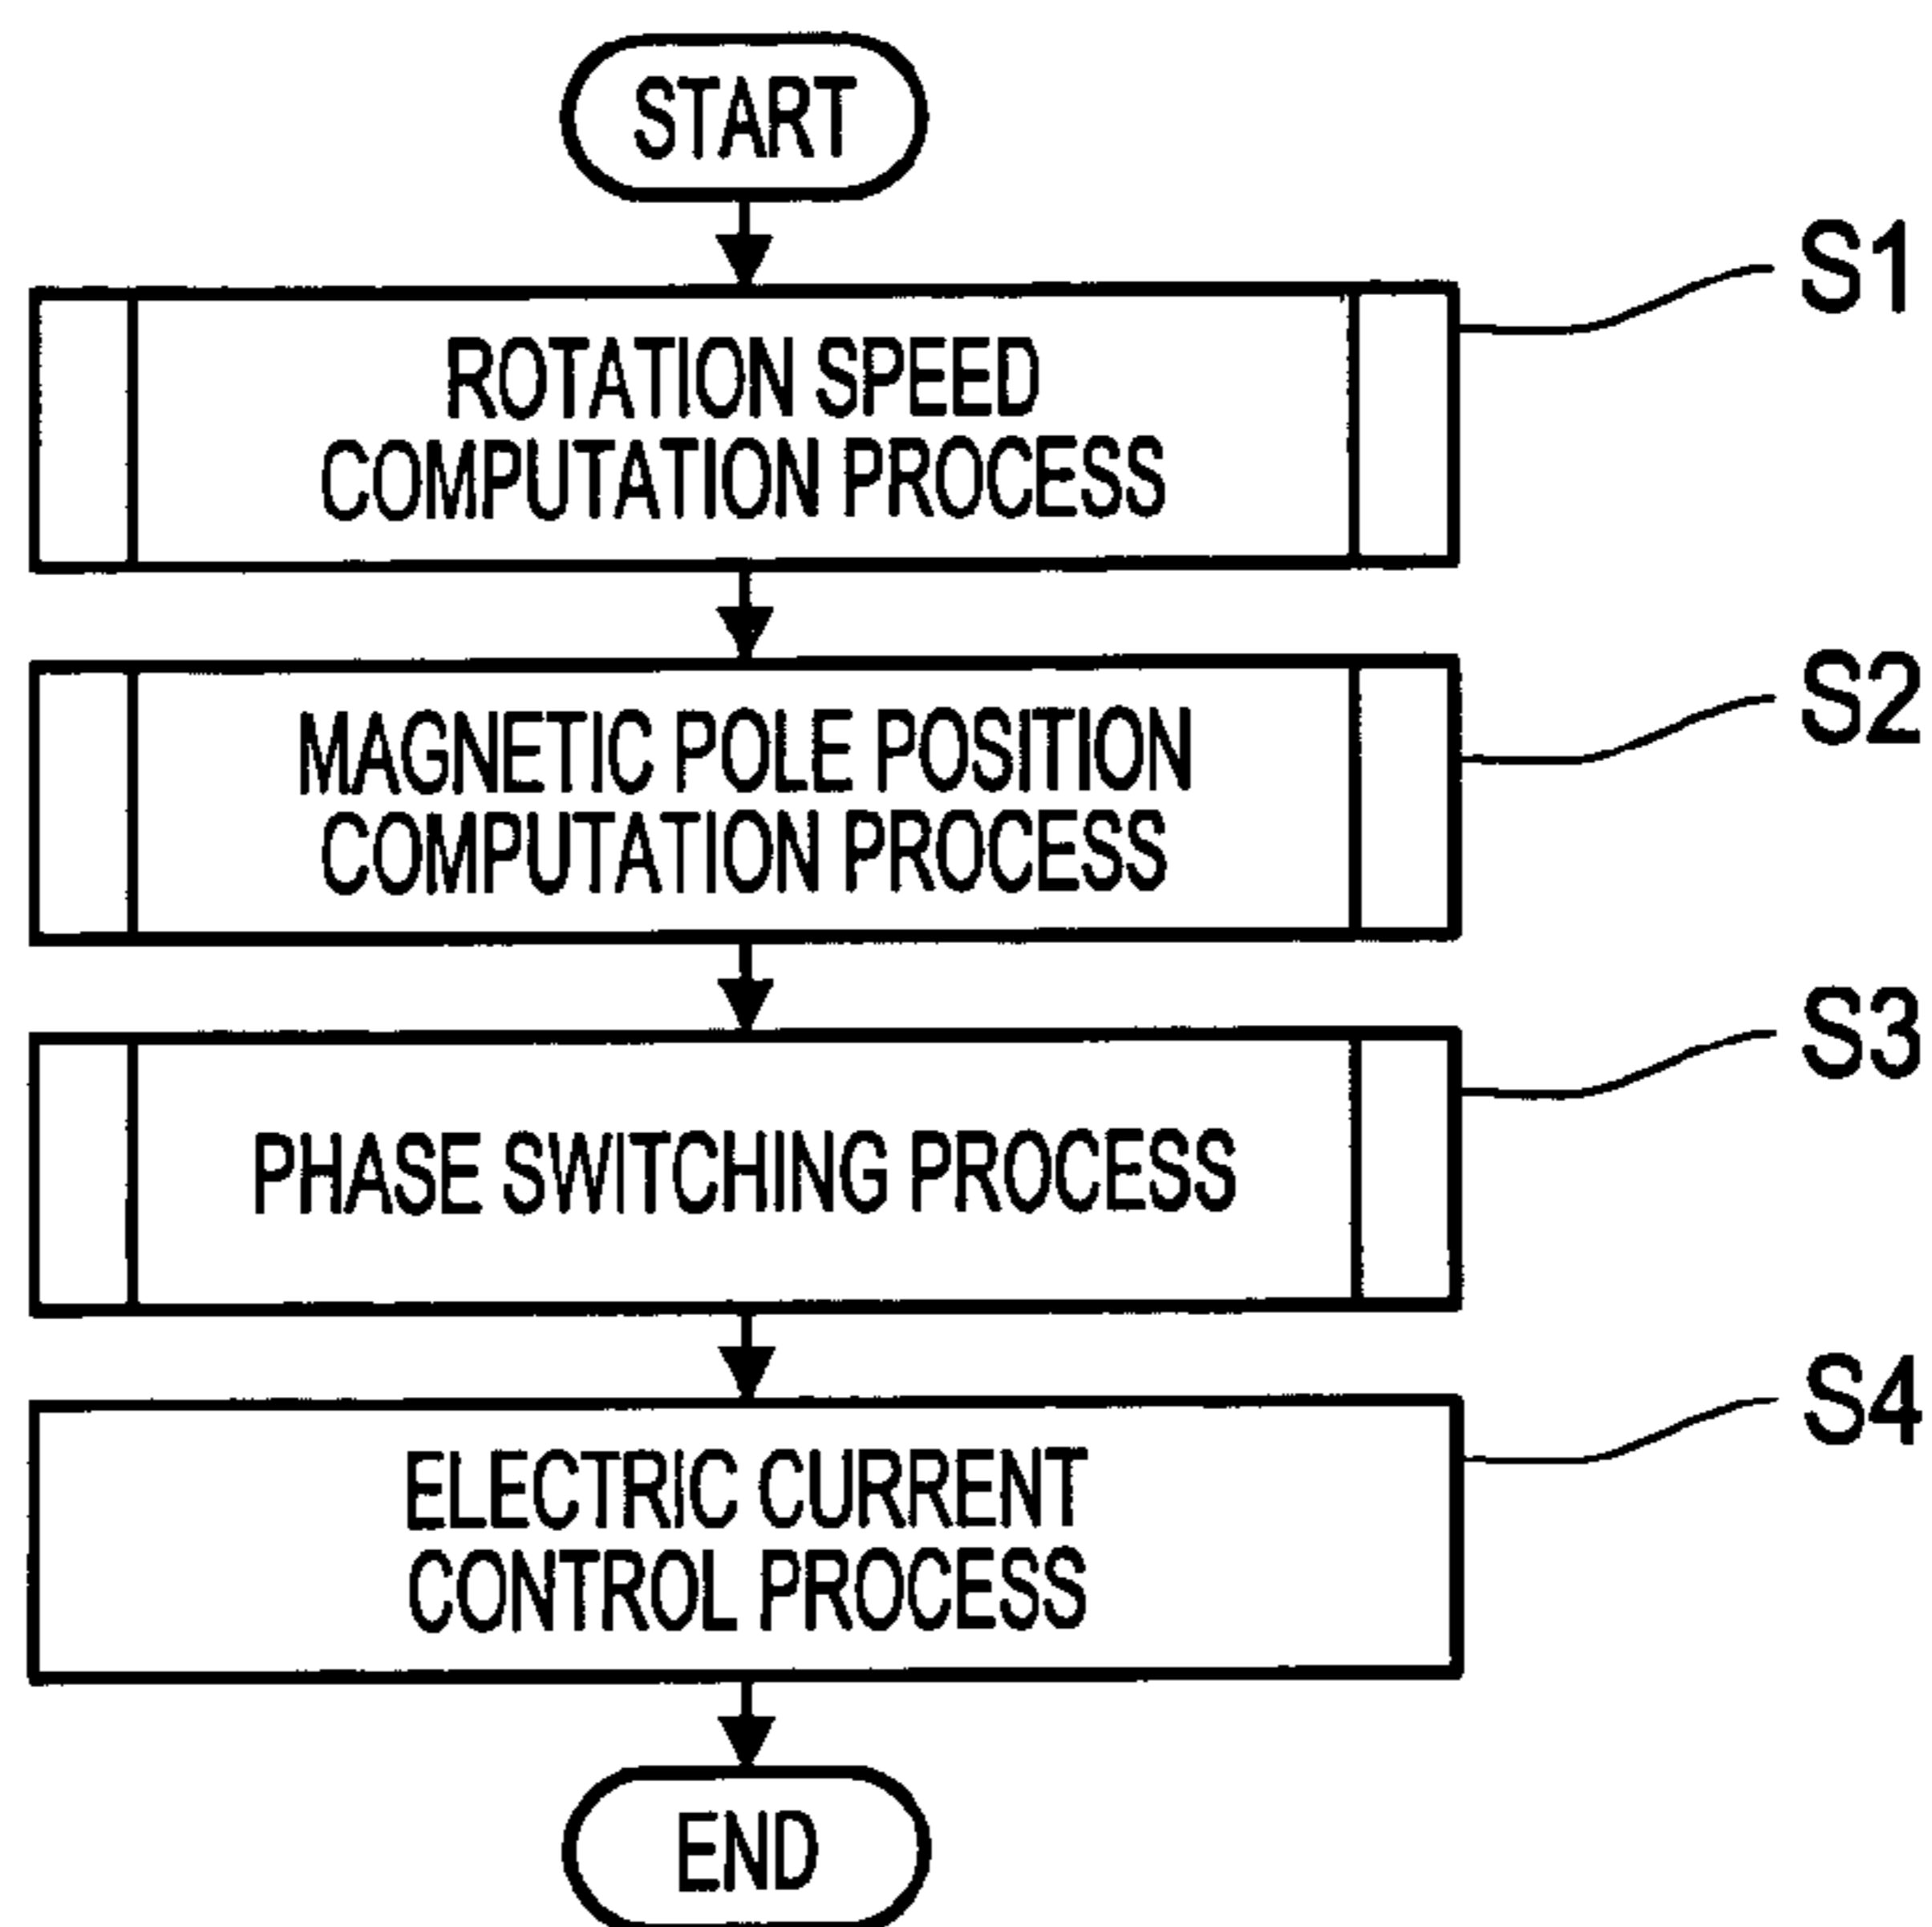 START
S1
ROTATION SPEED
COMPUTATION PROCESS
S2
MAGNETIC POLE POSITION
COMPUTATION PROCESS
S3
PHASE SWITCHING PROCESS
S4
ELECTRIC CURRENT
CONTROL PROCESS
END